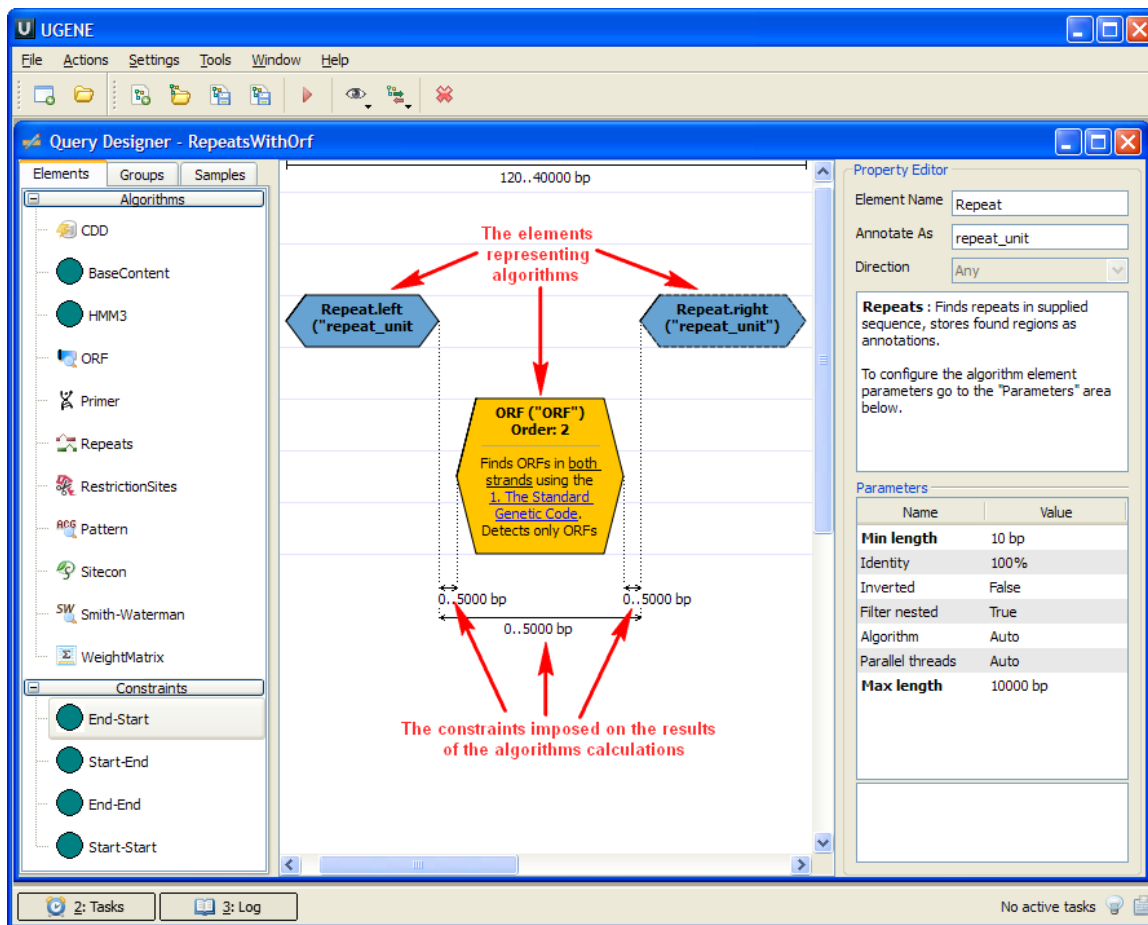 UGENE
File Actions Settings Tools Window Help
Query Designer - RepeatsWithOrf
Elements Groups Samples
Algorithms
CDD
BaseContent
HMM3
ORF
Primer
Repeats
RestrictionSites
ACG
Pattern
Sitecon
SW
Smith-Waterman
Σ
WeightMatrix
Constraints
End-Start
Start-End
End-End
Start-Start
120..40000 bp
The elements
representing
algorithms
Repeat.left
("repeat_unit
Repeat.right
("repeat_unit")
ORF ("ORF")
Order: 2
Finds ORFs in both
strands using the
1. The Standard
Genetic Code.
Detects only ORFs
0..5000 bp
0..5000 bp
0..5000 bp
The constraints imposed on the results
of the algorithms calculations
Property Editor
Element Name Repeat
Annotate As repeat_unit
Direction Any
Repeats : Finds repeats in supplied
sequence, stores found regions as
annotations.
To configure the algorithm element
parameters go to the "Parameters" area
below.
Parameters
Name Value
Min length 10 bp
Identity 100%
Inverted False
Filter nested True
Algorithm Auto
Parallel threads Auto
Max length 10000 bp
2: Tasks 3: Log No active tasks